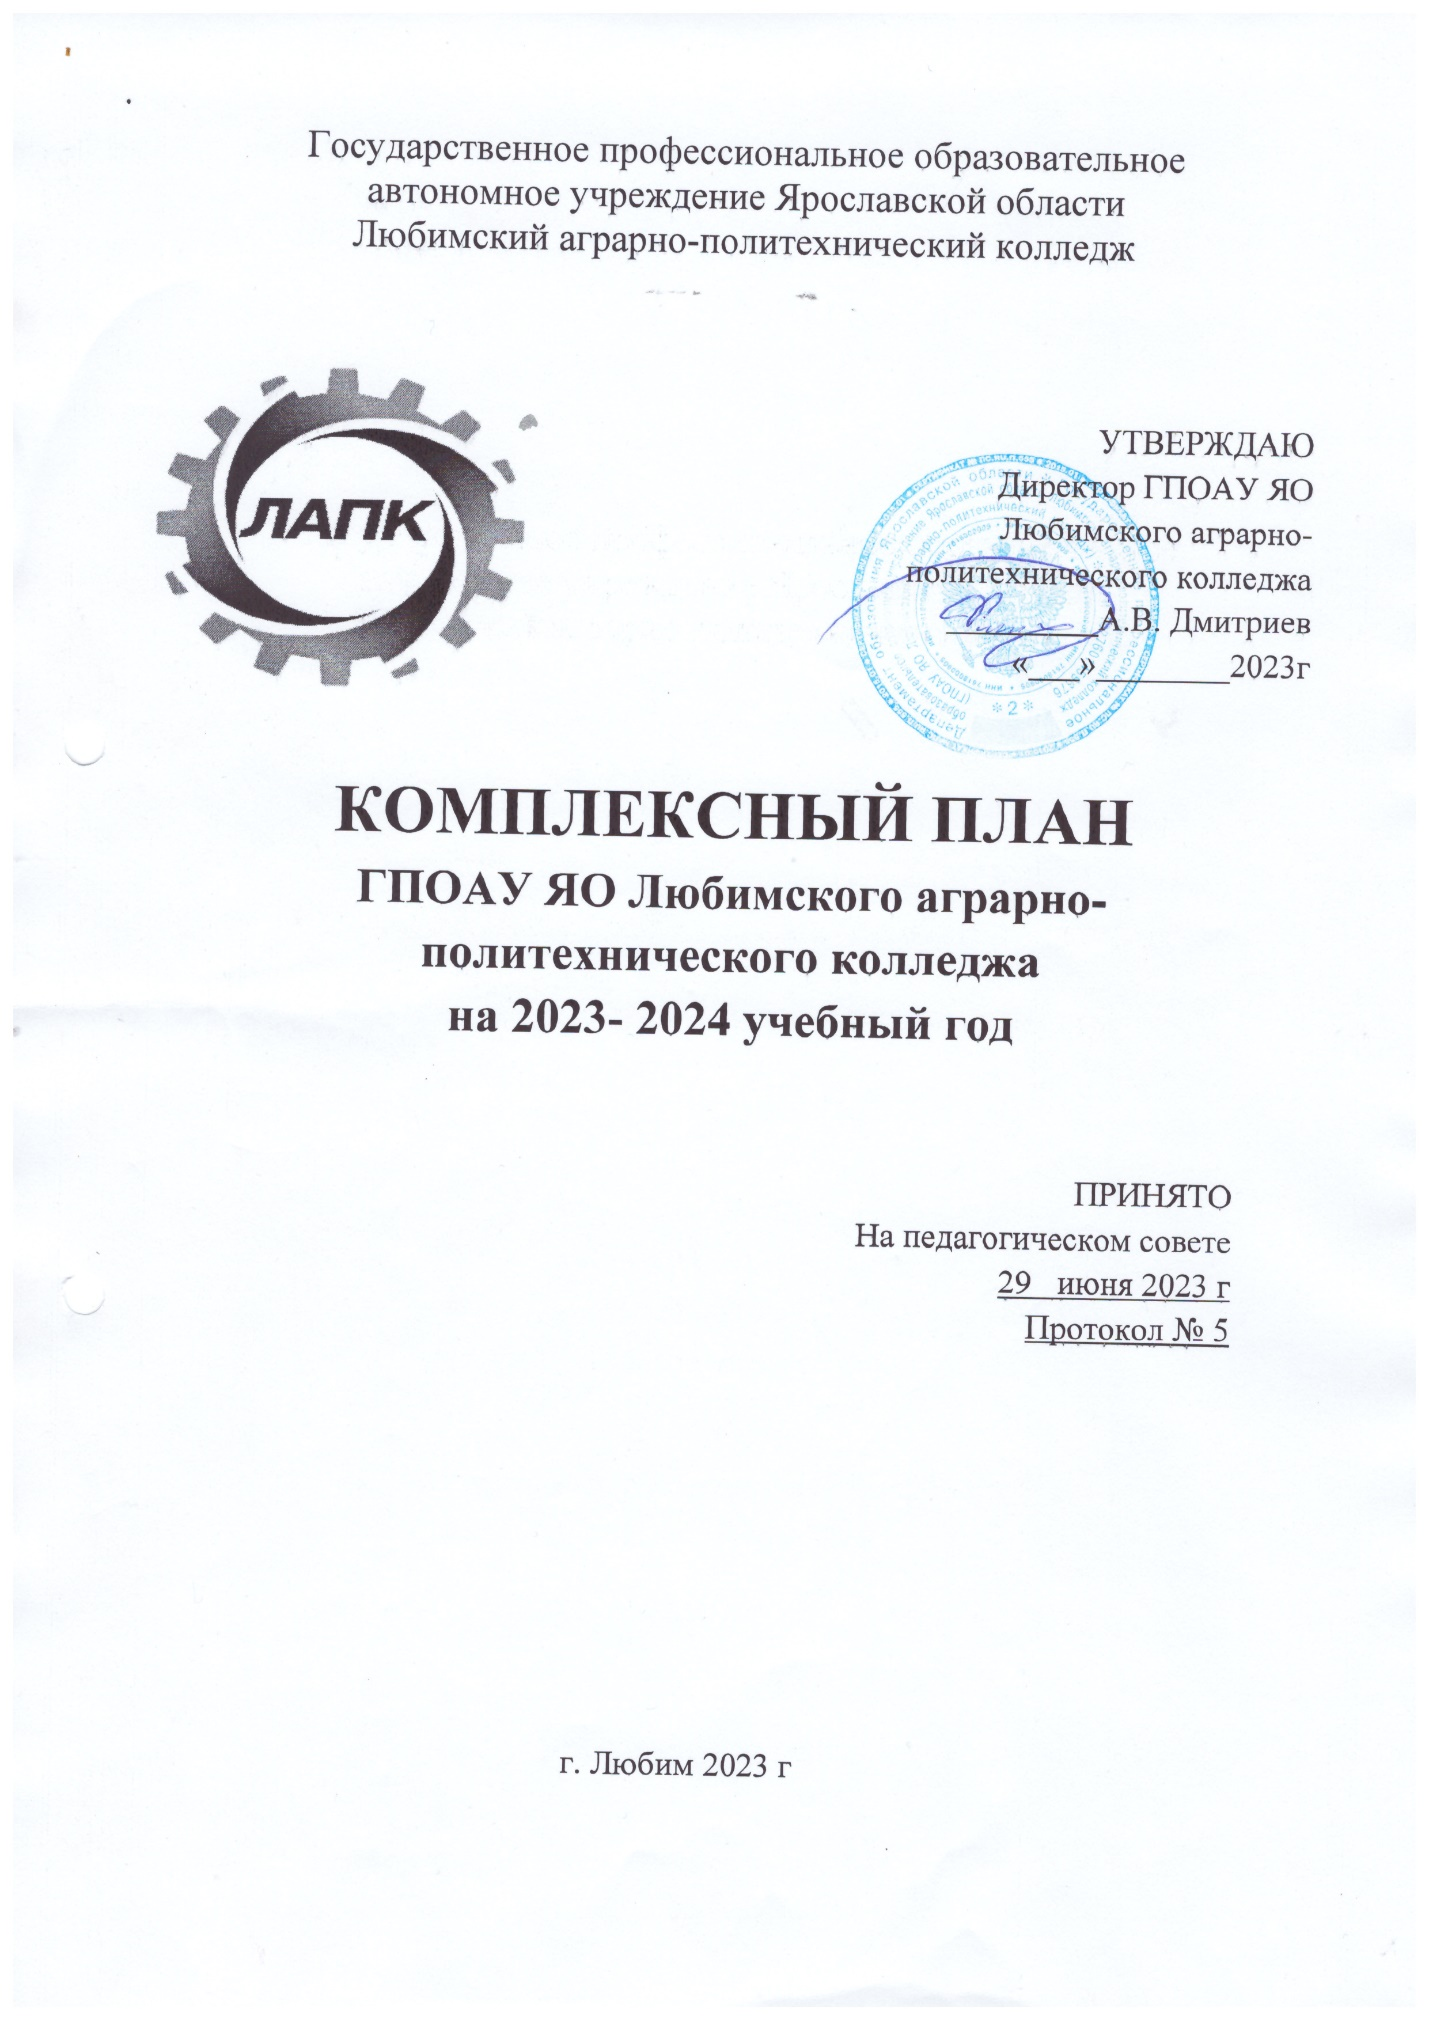 Государственное профессиональное образовательное
автономное учреждение Ярославской области
Любимский аграрно-политехнический колледж
ЛАПК
УТВЕРЖДАЮ
Директор ГПОАУ ЯО
Любимского аграрно-
политехнического колледжа
_________А.В. Дмитриев
«___»________2023г
* 2 *
КОМПЛЕКСНЫЙ ПЛАН
ГПОАУ ЯО Любимского аграрно-
политехнического колледжа
на 2023- 2024 учебный год
ПРИНЯТО
На педагогическом совете
29 июня 2023 г
Протокол № 5
г. Любим 2023 г